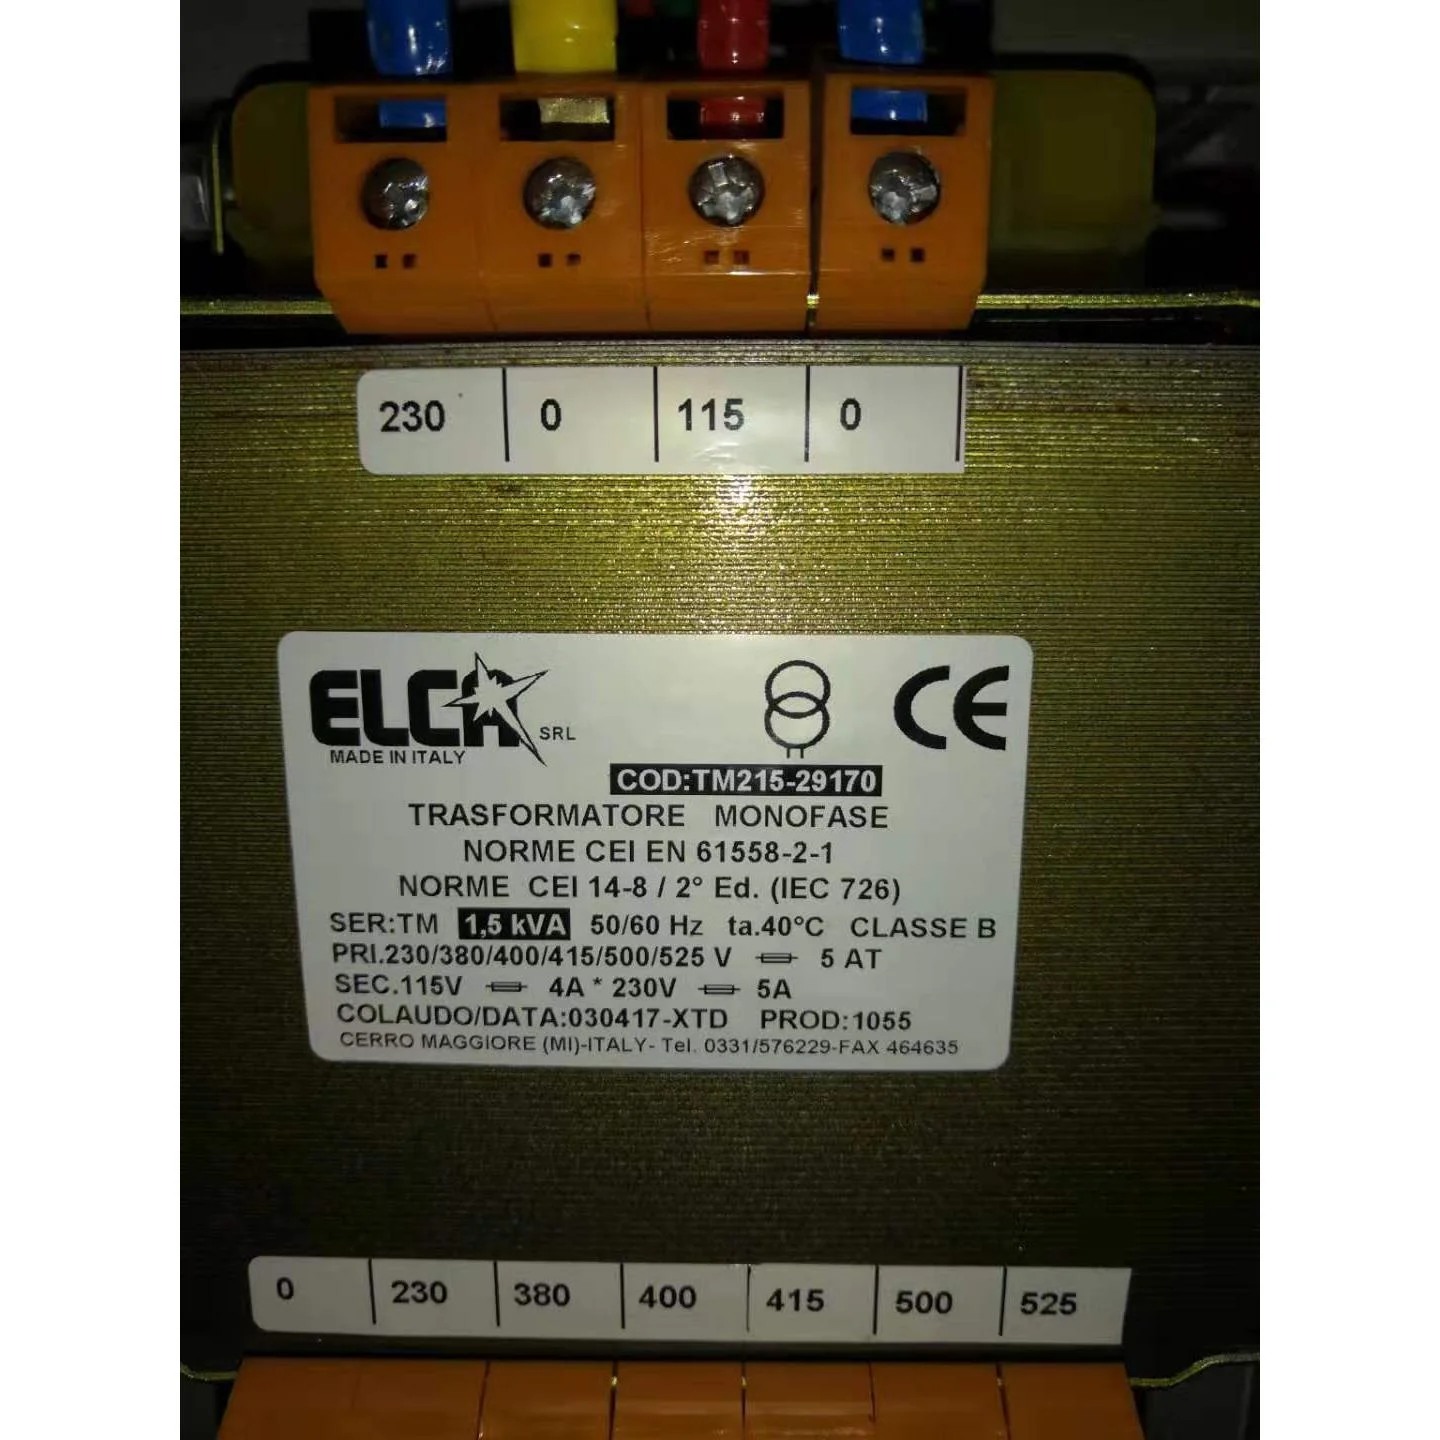 230 0 115 0
ELCA SRL
MADE IN ITALY
CE
COD:TM215-29170
TRASFORMATORE MONOFASE
NORME CEI EN 61558-2-1
NORME CEI 14-8 / 2° Ed. (IEC 726)
SER:TM 1,5 kVA 50/60 Hz ta.40°C CLASSE B
PRI.230/380/400/415/500/525 V 5 AT
SEC.115V 4A * 230V 5A
COLAUDO/DATA:030417-XTD PROD:1055
CERRO MAGGIORE (MI)-ITALY- Tel. 0331/576229-FAX 464635
0 230 380 400 415 500 525